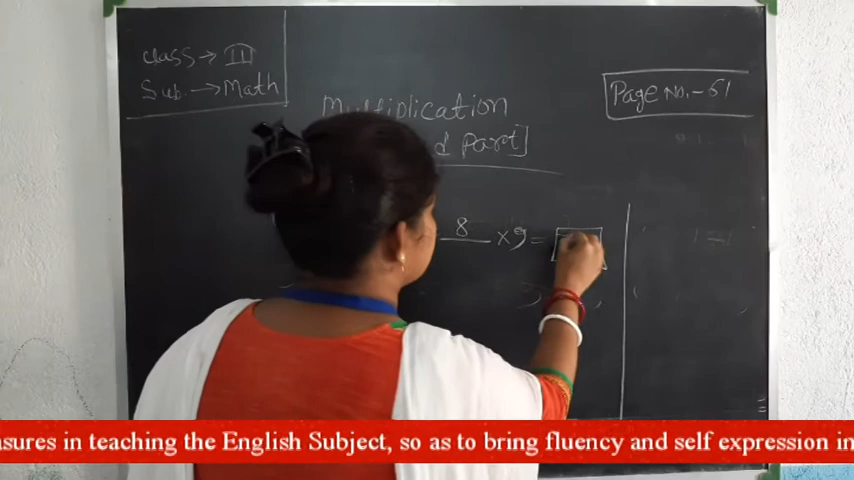 class → III
Sub. → Math
Page No. - 61
Multiplication
Part]
8 × 9 =
asures in teaching the English Subject, so as to bring fluency and self expression in